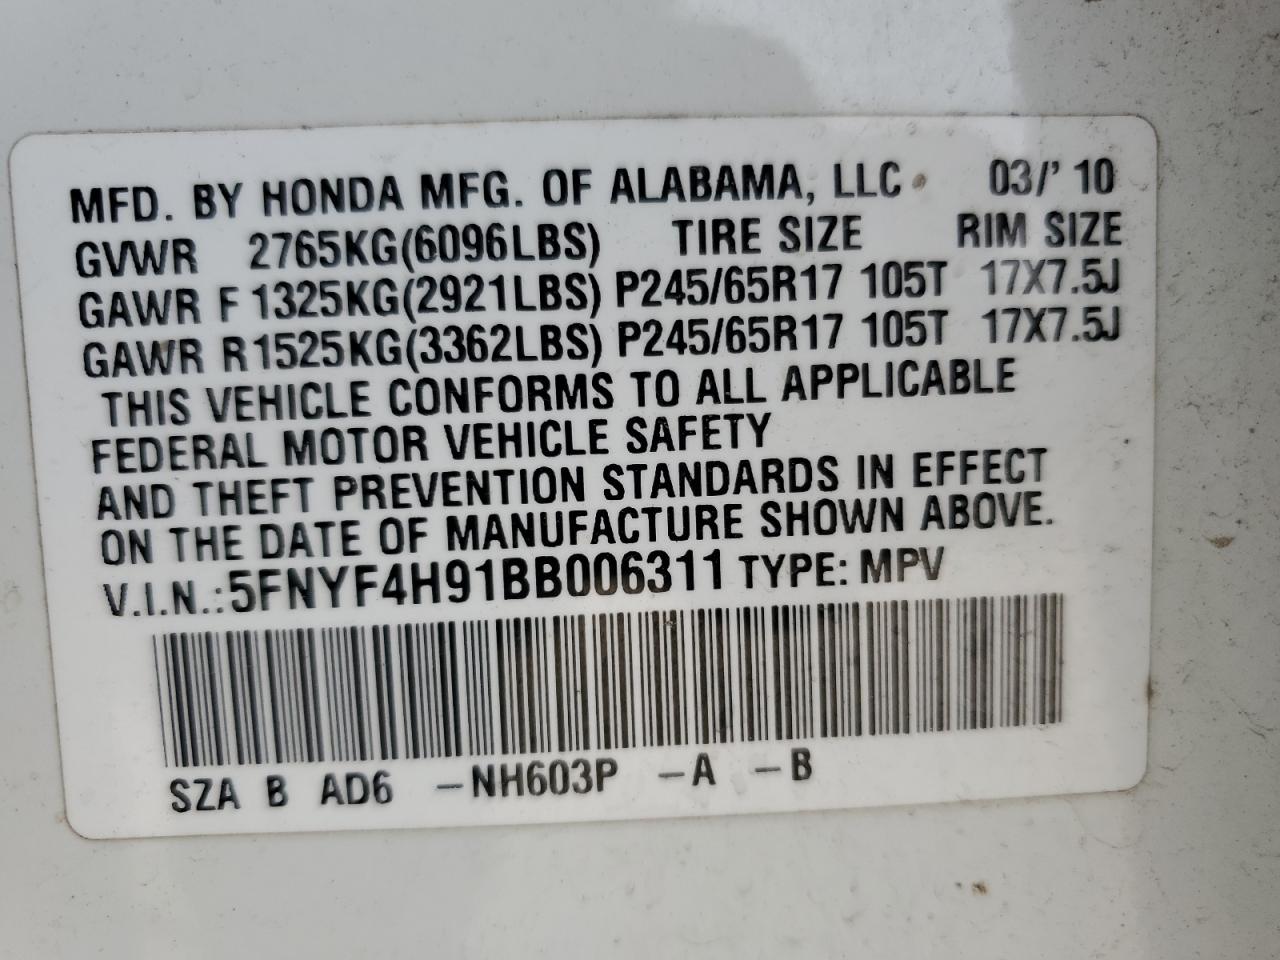 MFD. BY HONDA MFG. OF ALABAMA, LLC 03/' 10
GVWR 2765KG(6096LBS) TIRE SIZE RIM SIZE
GAWR F 1325KG(2921LBS) P245/65R17 105T 17X7.5J
GAWR R 1525KG(3362LBS) P245/65R17 105T 17X7.5J
THIS VEHICLE CONFORMS TO ALL APPLICABLE
FEDERAL MOTOR VEHICLE SAFETY
AND THEFT PREVENTION STANDARDS IN EFFECT
ON THE DATE OF MANUFACTURE SHOWN ABOVE.
V.I.N.:5FNYF4H91BB006311 TYPE: MPV
SZA B AD6 -NH603P -A -B